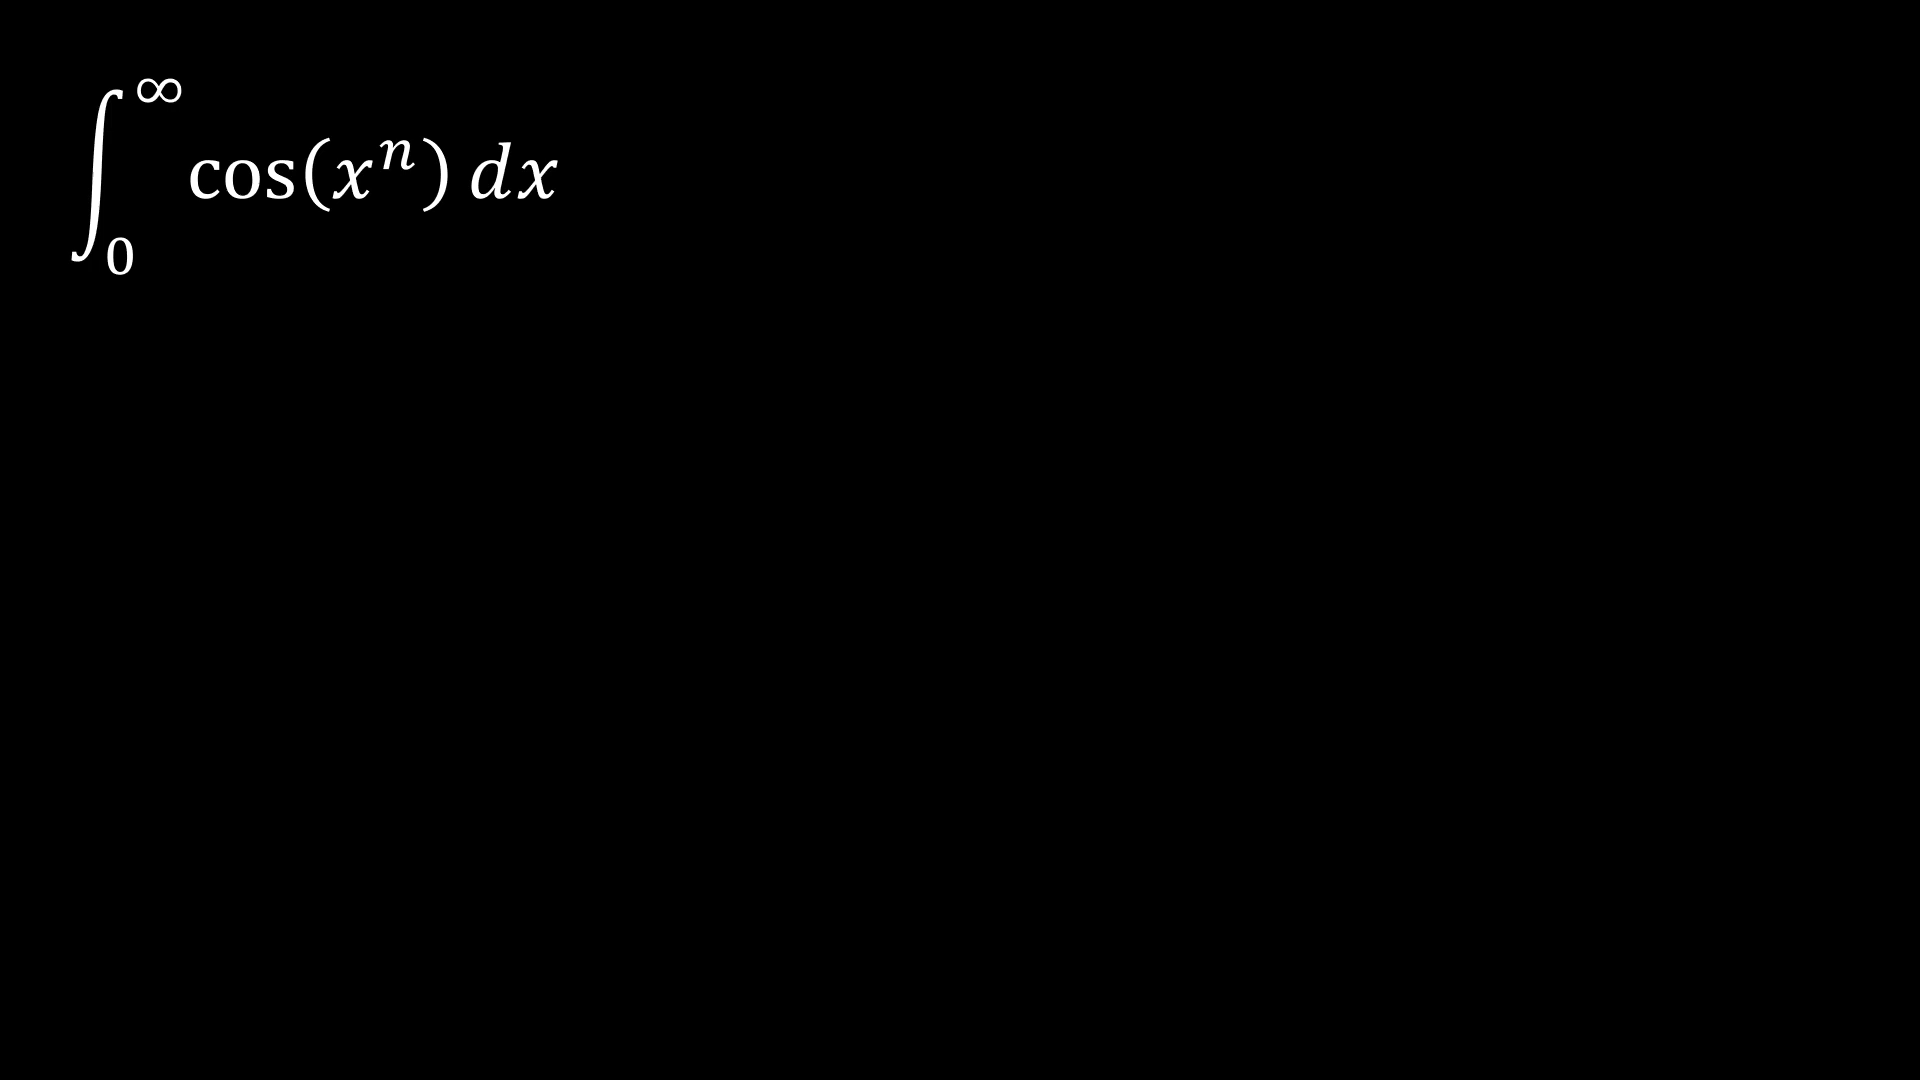 ∫₀^∞ cos(xⁿ) dx